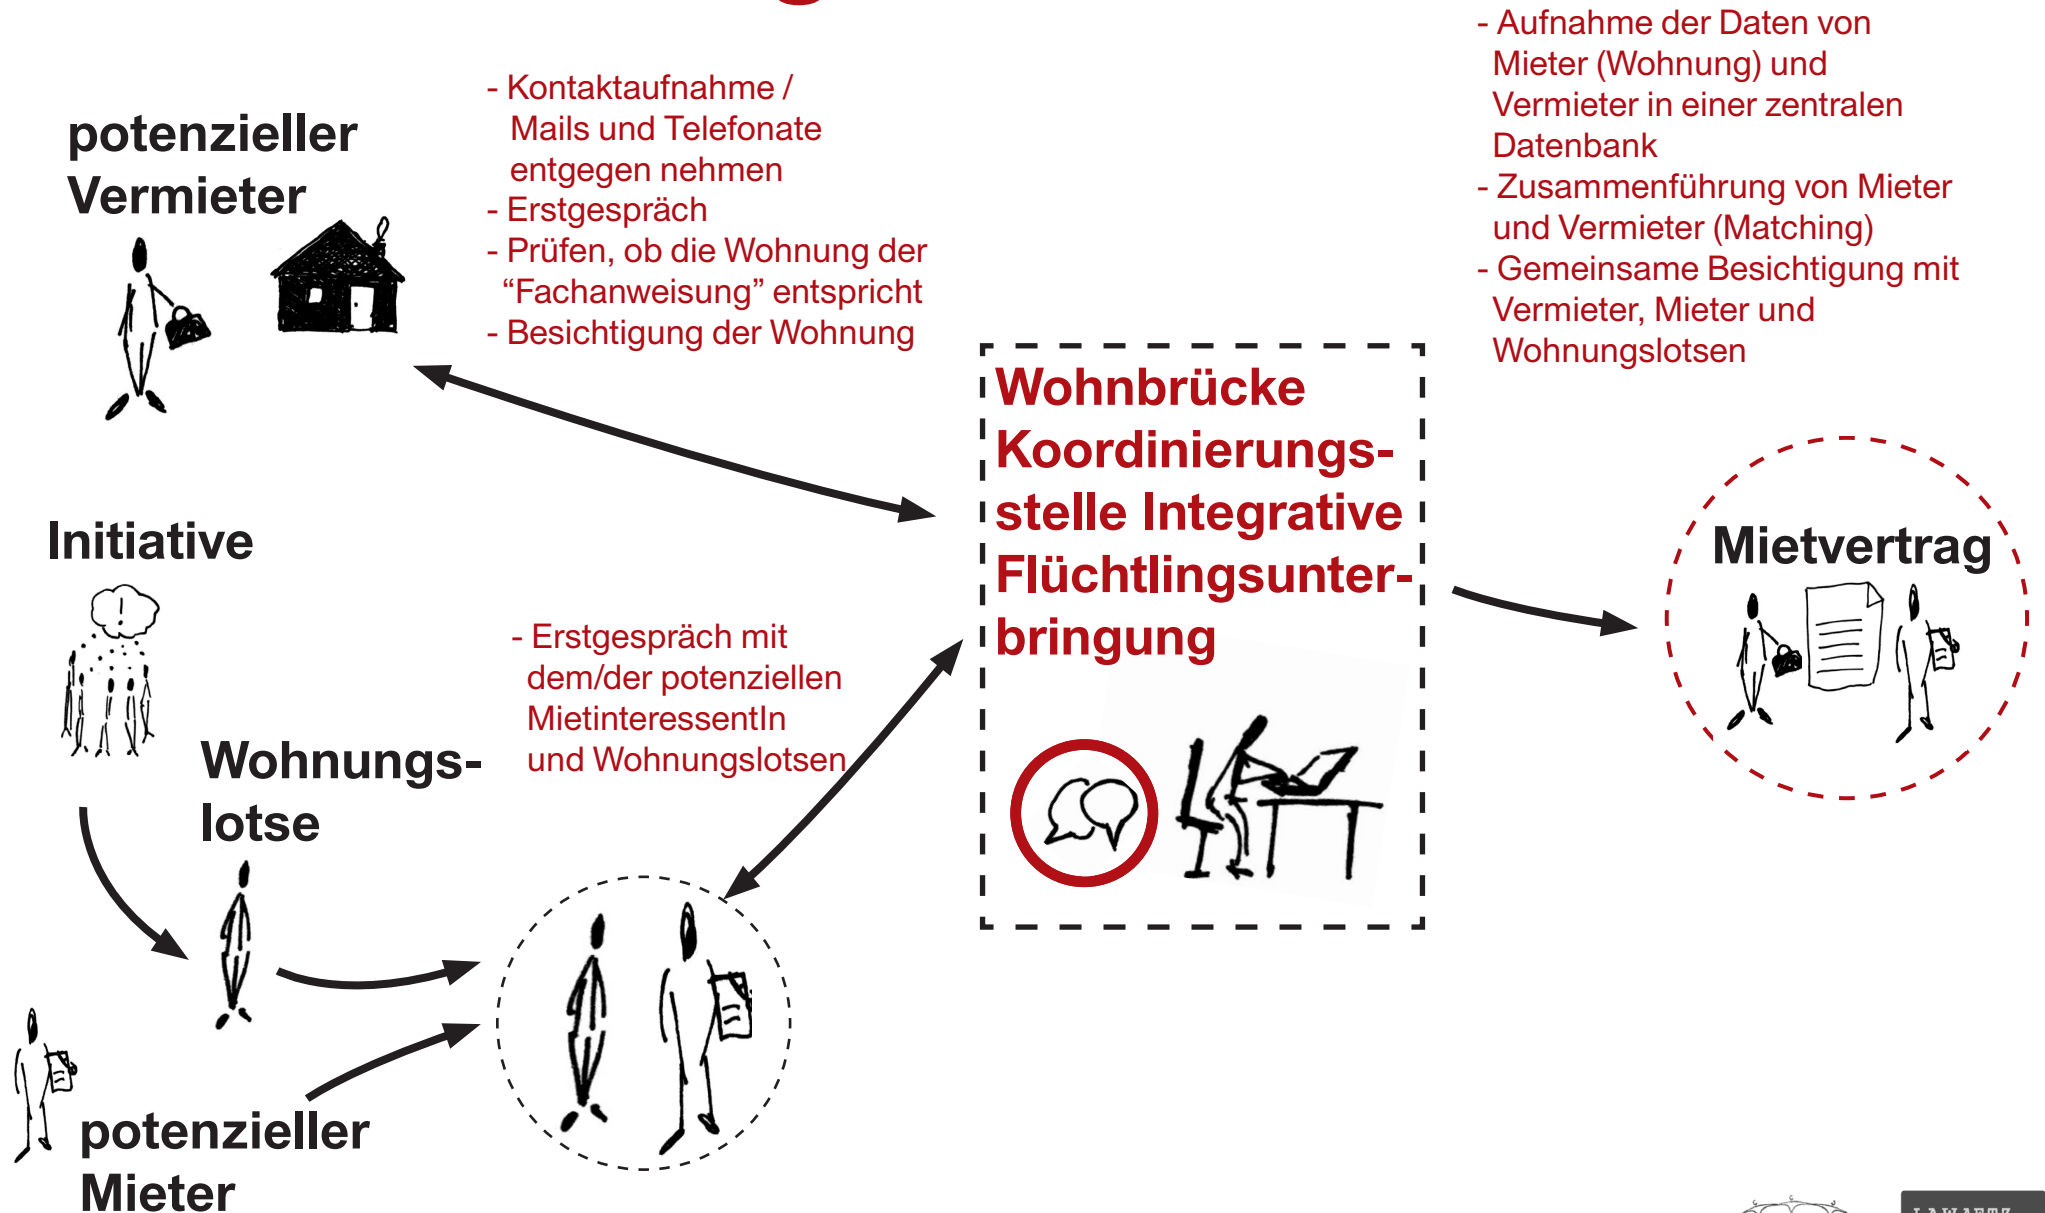 potenzieller
Vermieter
- Kontaktaufnahme /
Mails und Telefonate
entgegen nehmen
- Erstgespräch
- Prüfen, ob die Wohnung der
“Fachanweisung” entspricht
- Besichtigung der Wohnung
- Aufnahme der Daten von
Mieter (Wohnung) und
Vermieter in einer zentralen
Datenbank
- Zusammenführung von Mieter
und Vermieter (Matching)
- Gemeinsame Besichtigung mit
Vermieter, Mieter und
Wohnungslotsen
Wohnbrücke
Koordinierungs-
stelle Integrative
Flüchtlingsunter-
bringung
Mietvertrag
Initiative
- Erstgespräch mit
dem/der potenziellen
MietinteressentIn
und Wohnungslotsen
Wohnungs-
lotse
potenzieller
Mieter